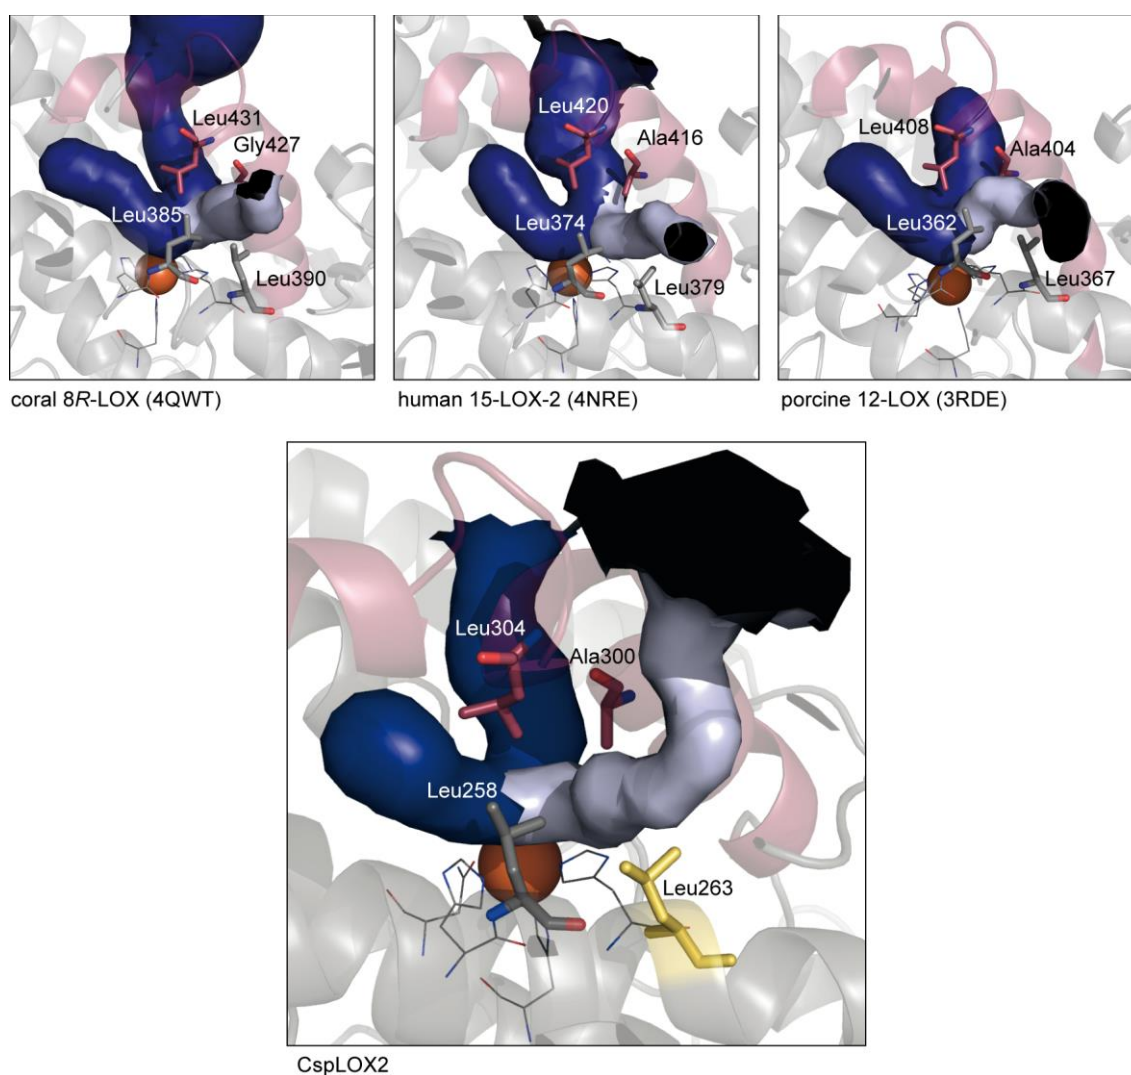 Leu431
Gly427
Leu385
Leu390
coral 8R-LOX (4QWT)
Leu420
Ala416
Leu374
Leu379
human 15-LOX-2 (4NRE)
Leu408
Ala404
Leu362
Leu367
porcine 12-LOX (3RDE)
Leu304
Ala300
Leu258
Leu263
CspLOX2